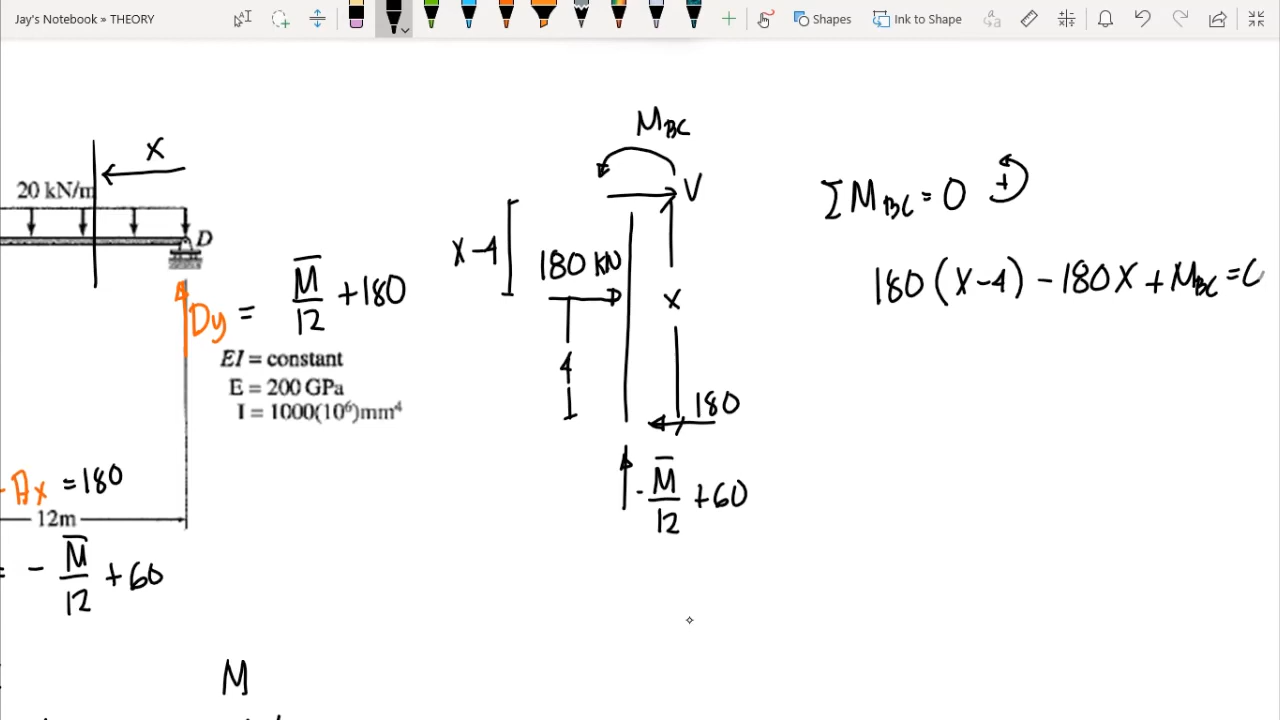 Jay's Notebook » THEORY
Shapes
Ink to Shape
x
20 kN/m
D
Dy = M̅/12 + 180
EI = constant
E = 200 GPa
I = 1000(10⁶)mm⁴
Ax = 180
12m
= - M̅/12 + 60
M
M_BC
V
x-4
180 KN
x
4
180
- M̅/12 + 60
ΣM_BC = 0 +
180(x-4) - 180x + M_BC = 0